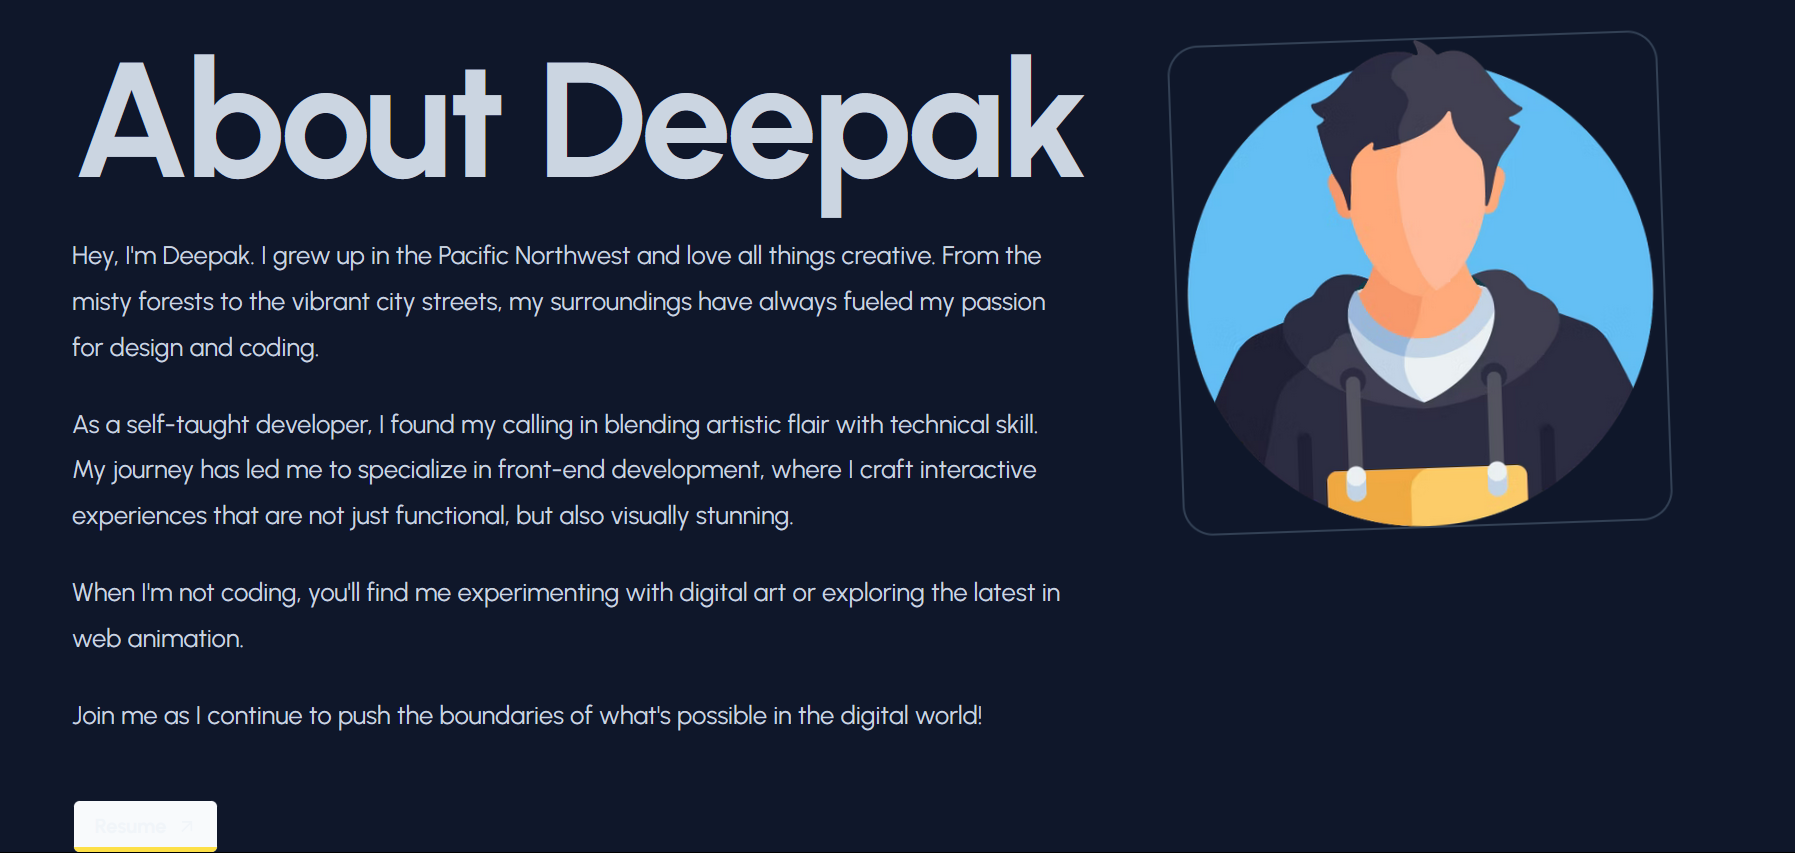 About Deepak
Hey, I'm Deepak. I grew up in the Pacific Northwest and love all things creative. From the
misty forests to the vibrant city streets, my surroundings have always fueled my passion
for design and coding.
As a self-taught developer, I found my calling in blending artistic flair with technical skill.
My journey has led me to specialize in front-end development, where I craft interactive
experiences that are not just functional, but also visually stunning.
When I'm not coding, you'll find me experimenting with digital art or exploring the latest in
web animation.
Join me as I continue to push the boundaries of what's possible in the digital world!
Resume